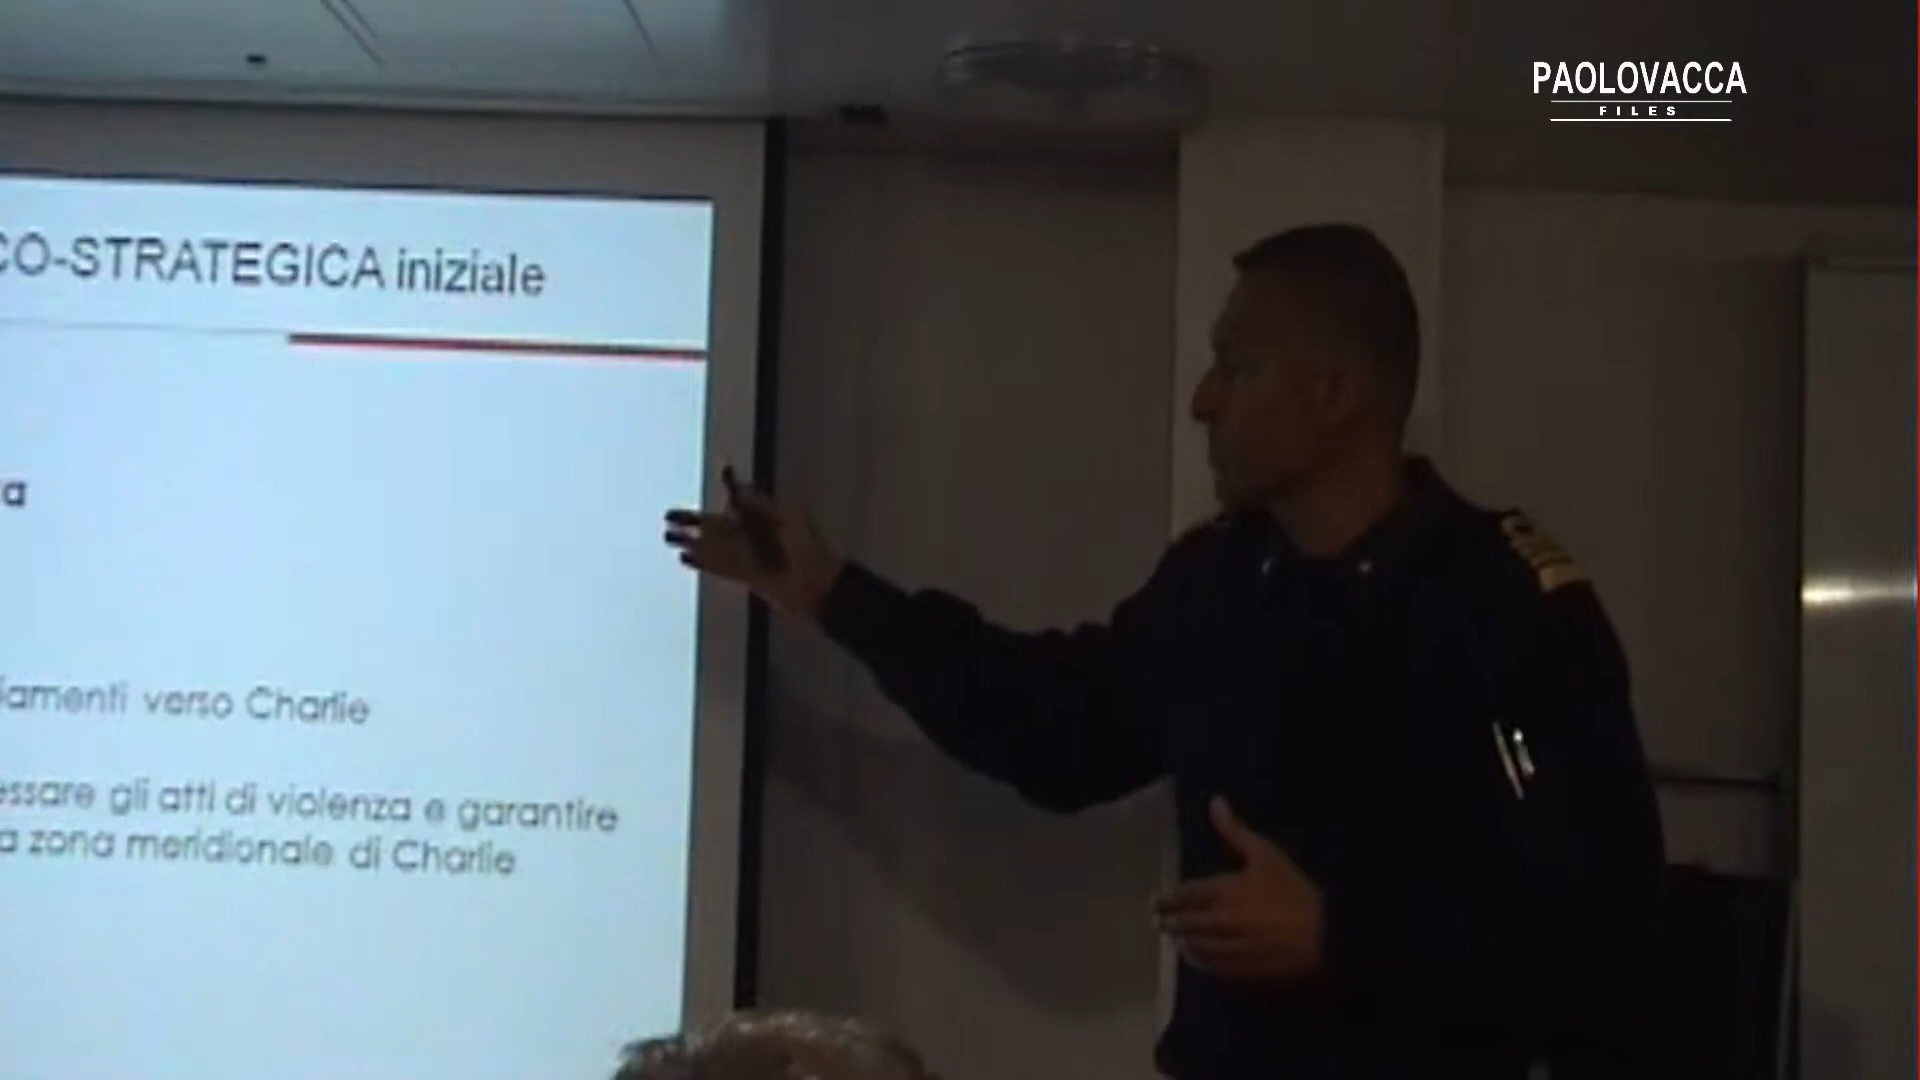 PAOLOVACCA
FILES
CO-STRATEGICA iniziale
a
iamenti verso Charlie
essare gli atti di violenza e garantire
a zona meridionale di Charlie